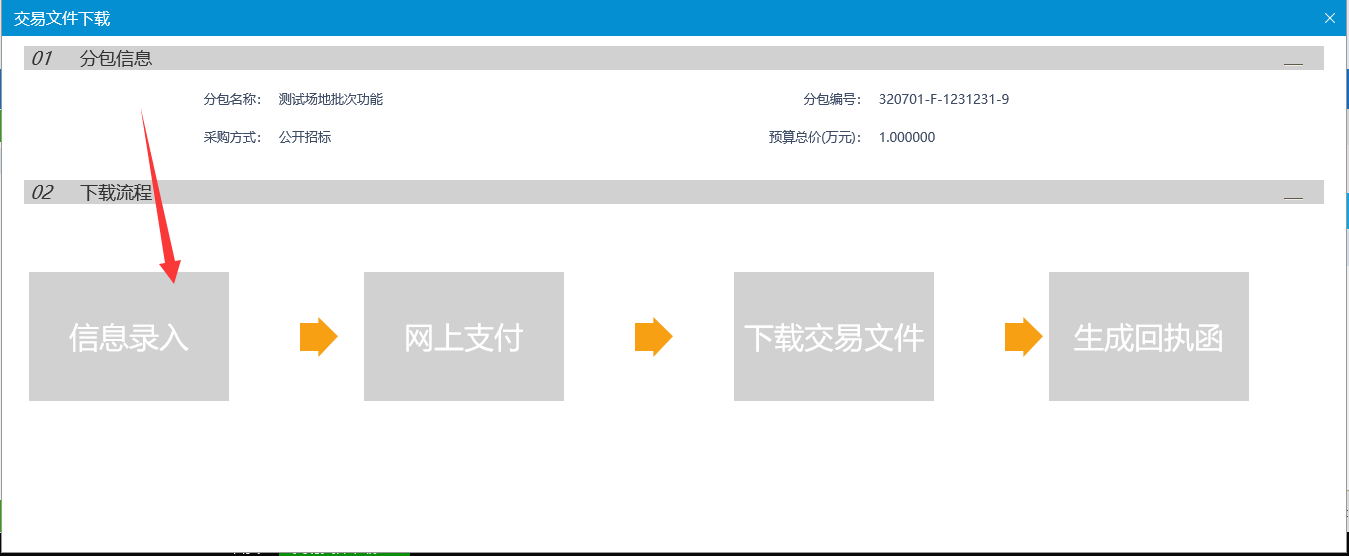 交易文件下载
01 分包信息
分包名称： 测试场地批次功能 分包编号： 320701-F-1231231-9
采购方式： 公开招标 预算总价(万元)： 1.000000
02 下载流程
信息录入 网上支付 下载交易文件 生成回执函